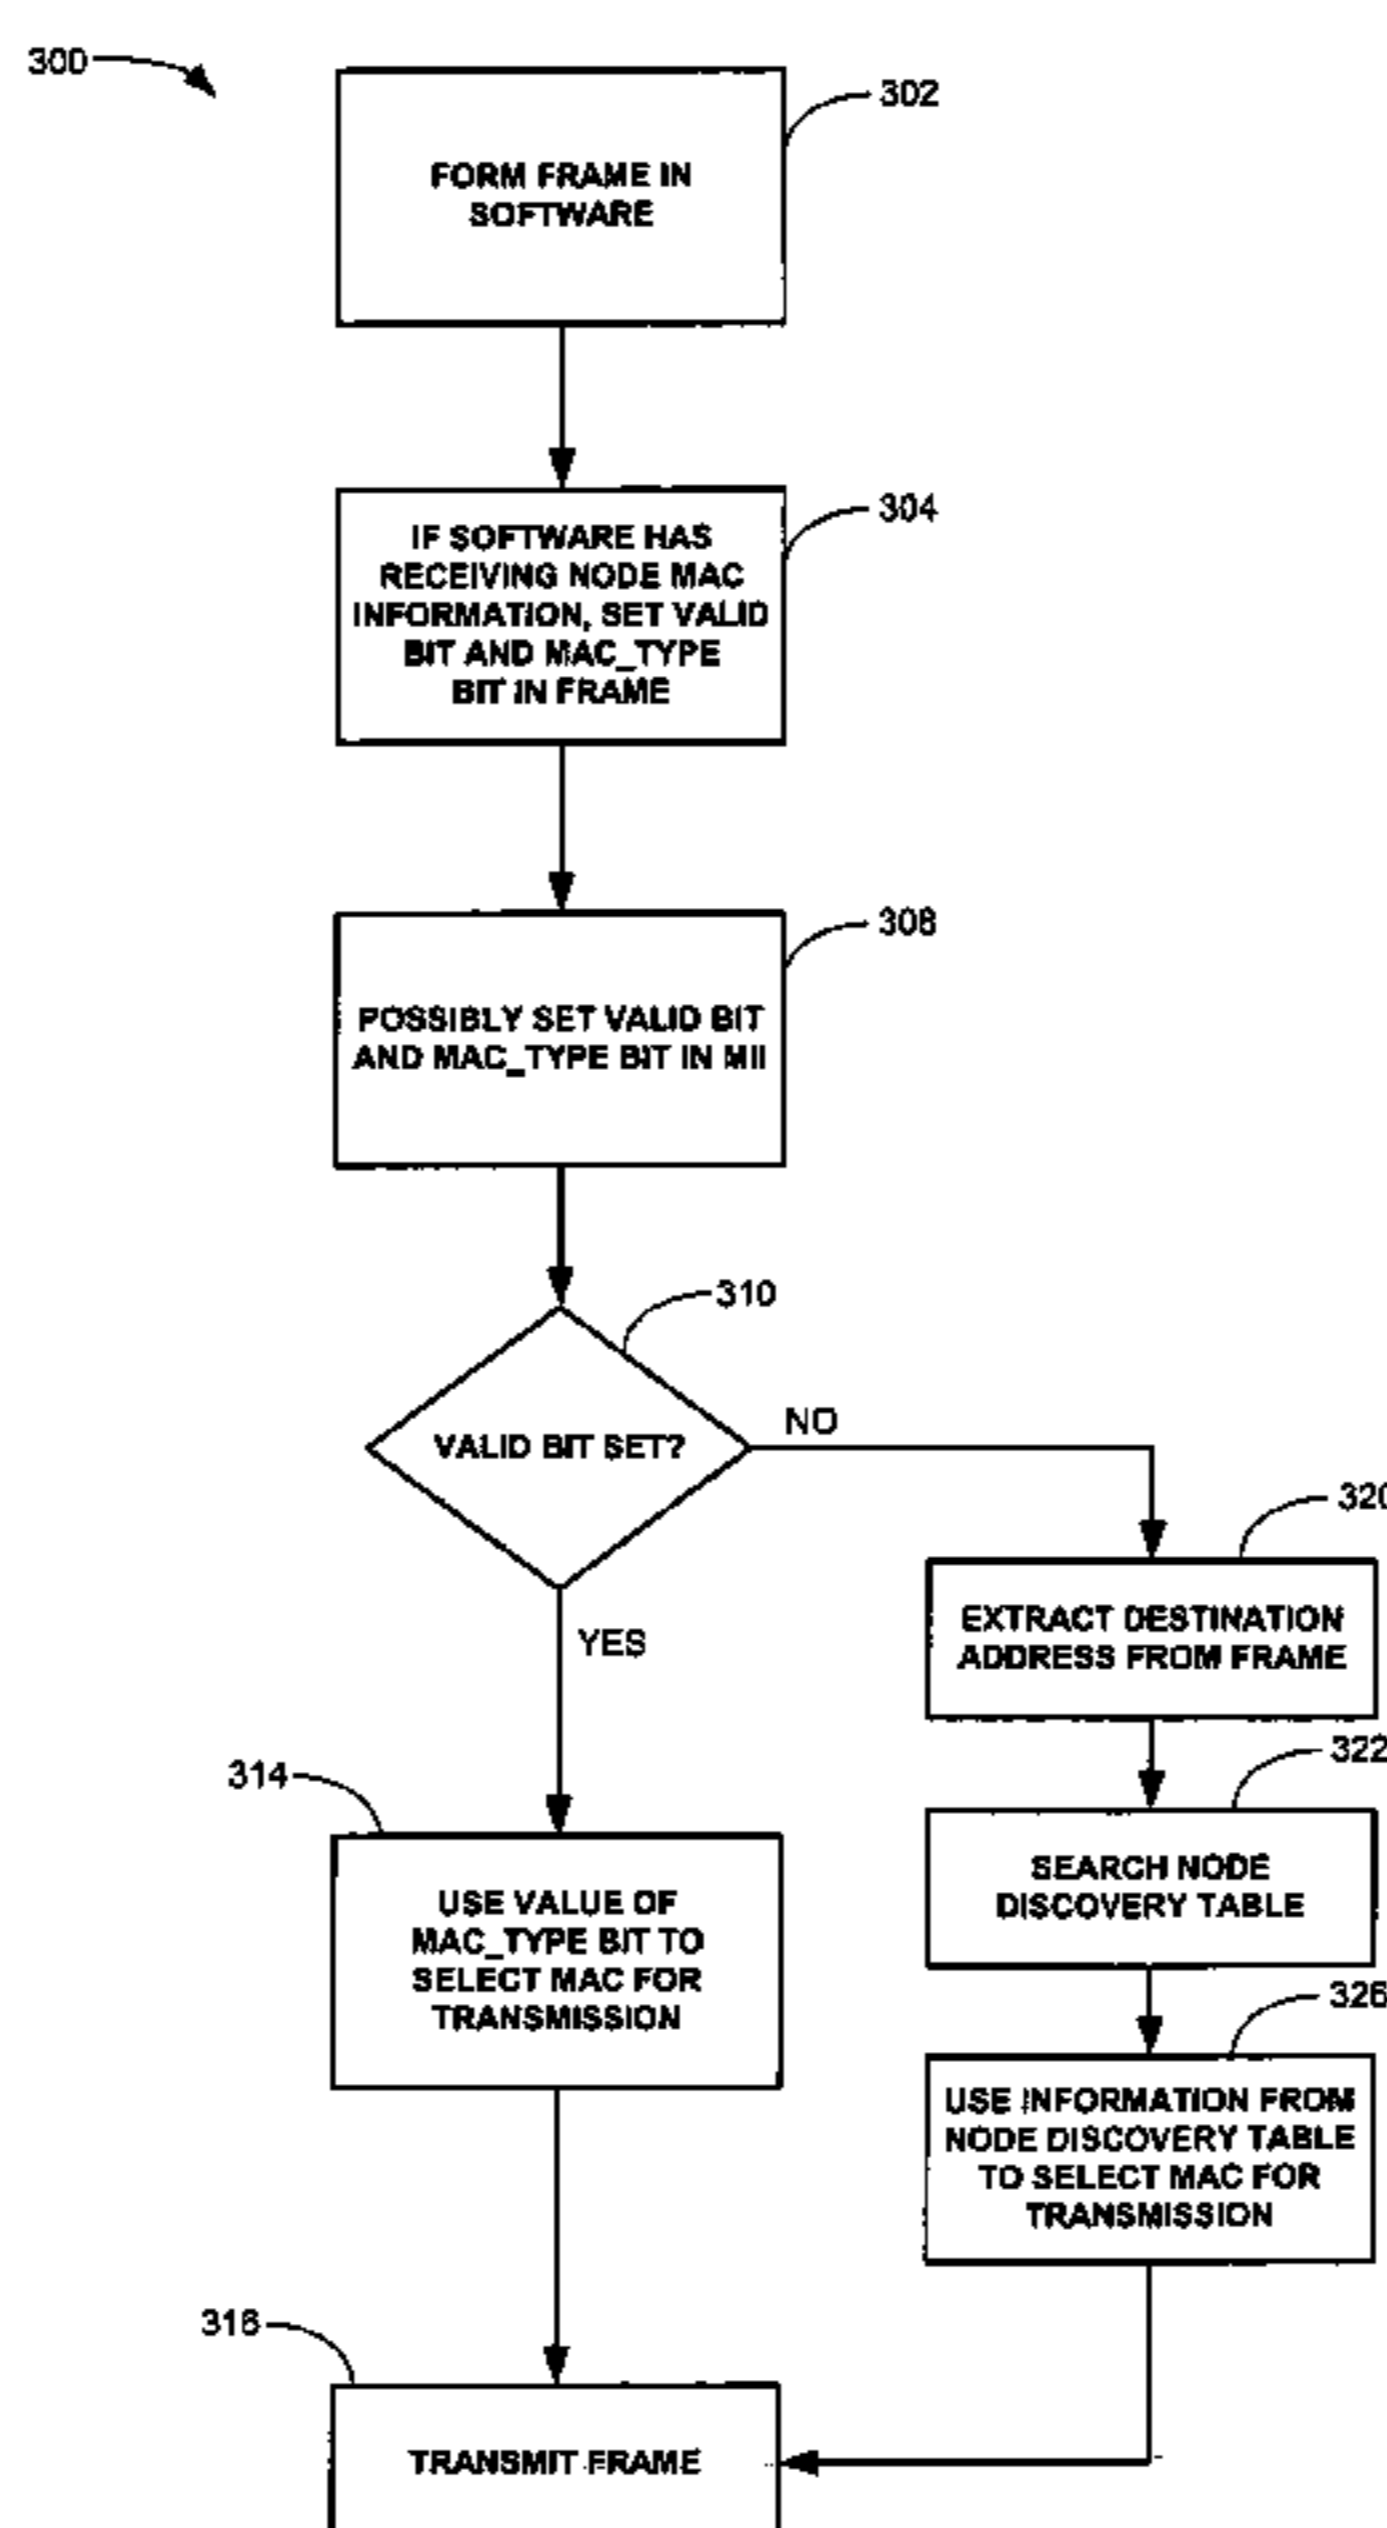 300
302
FORM FRAME IN
SOFTWARE
304
IF SOFTWARE HAS
RECEIVING NODE MAC
INFORMATION, SET VALID
BIT AND MAC_TYPE
BIT IN FRAME
308
POSSIBLY SET VALID BIT
AND MAC_TYPE BIT IN MII
310
VALID BIT SET?
NO
YES
320
EXTRACT DESTINATION
ADDRESS FROM FRAME
322
SEARCH NODE
DISCOVERY TABLE
326
USE INFORMATION FROM
NODE DISCOVERY TABLE
TO SELECT MAC FOR
TRANSMISSION
314
USE VALUE OF
MAC_TYPE BIT TO
SELECT MAC FOR
TRANSMISSION
316
TRANSMIT FRAME